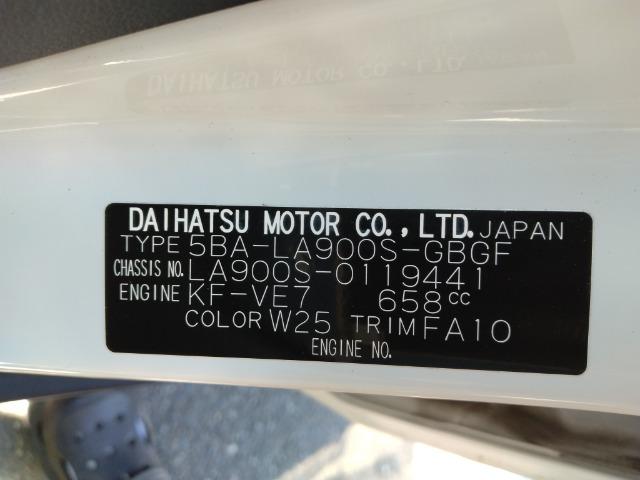 DAIHATSU MOTOR CO., LTD. JAPAN
TYPE 5BA-LA900S-GBGF
CHASSIS NO. LA900S-0119441
ENGINE KF-VE7 658cc
COLOR W25 TRIM FA10
ENGINE NO.